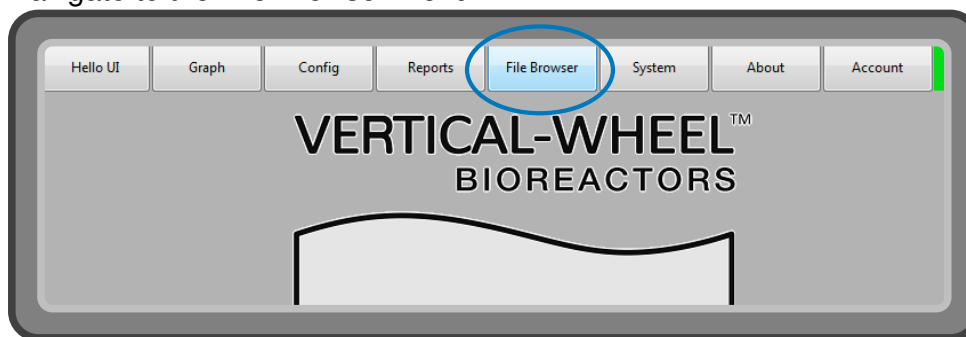 Hello UI Graph Config Reports File Browser System About Account
VERTICAL-WHEEL™
BIOREACTORS